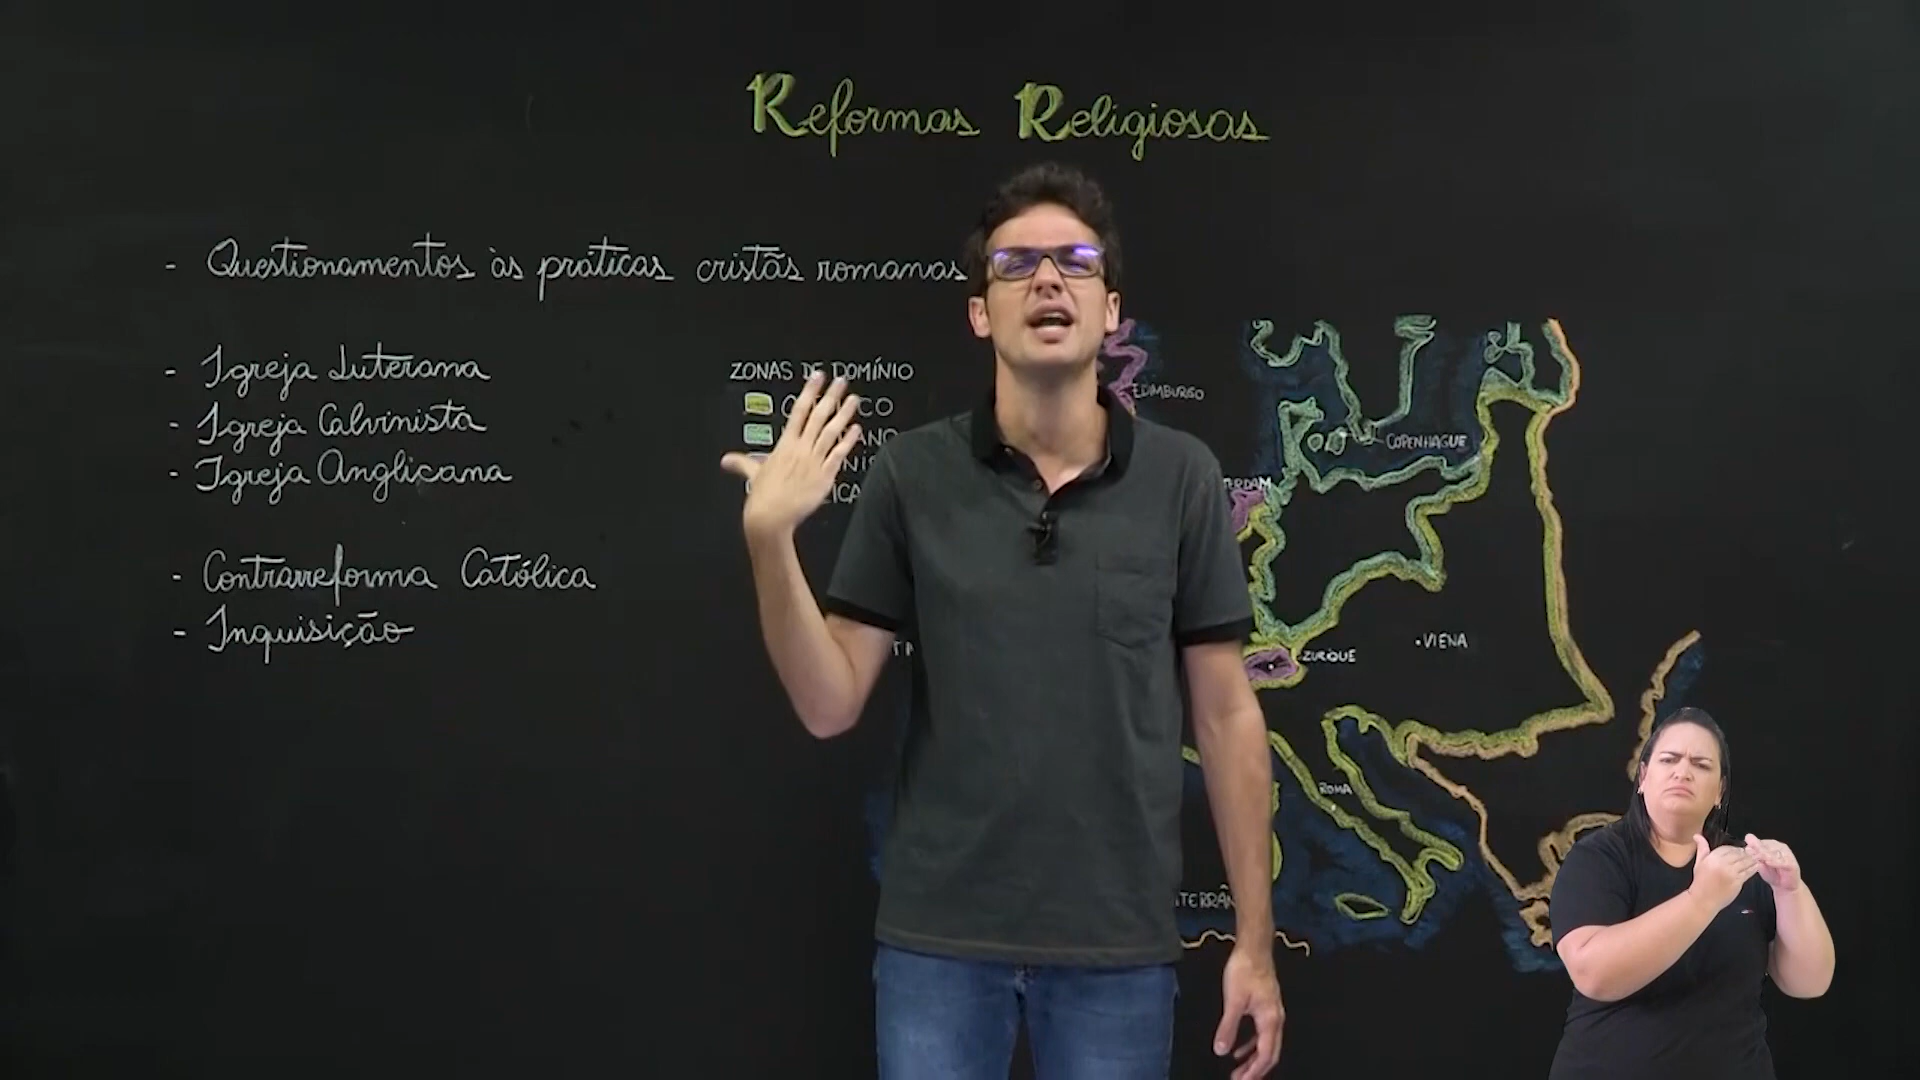 Reformas Religiosas
- Questionamentos às práticas cristãs romanas
- Igreja Luterana
- Igreja Calvinista
- Igreja Anglicana
- Contrarreforma Católica
- Inquisição
ZONAS DE DOMÍNIO
EDIMBURGO
COPENHAGUE
ZURIQUE
.VIENA
ROMA